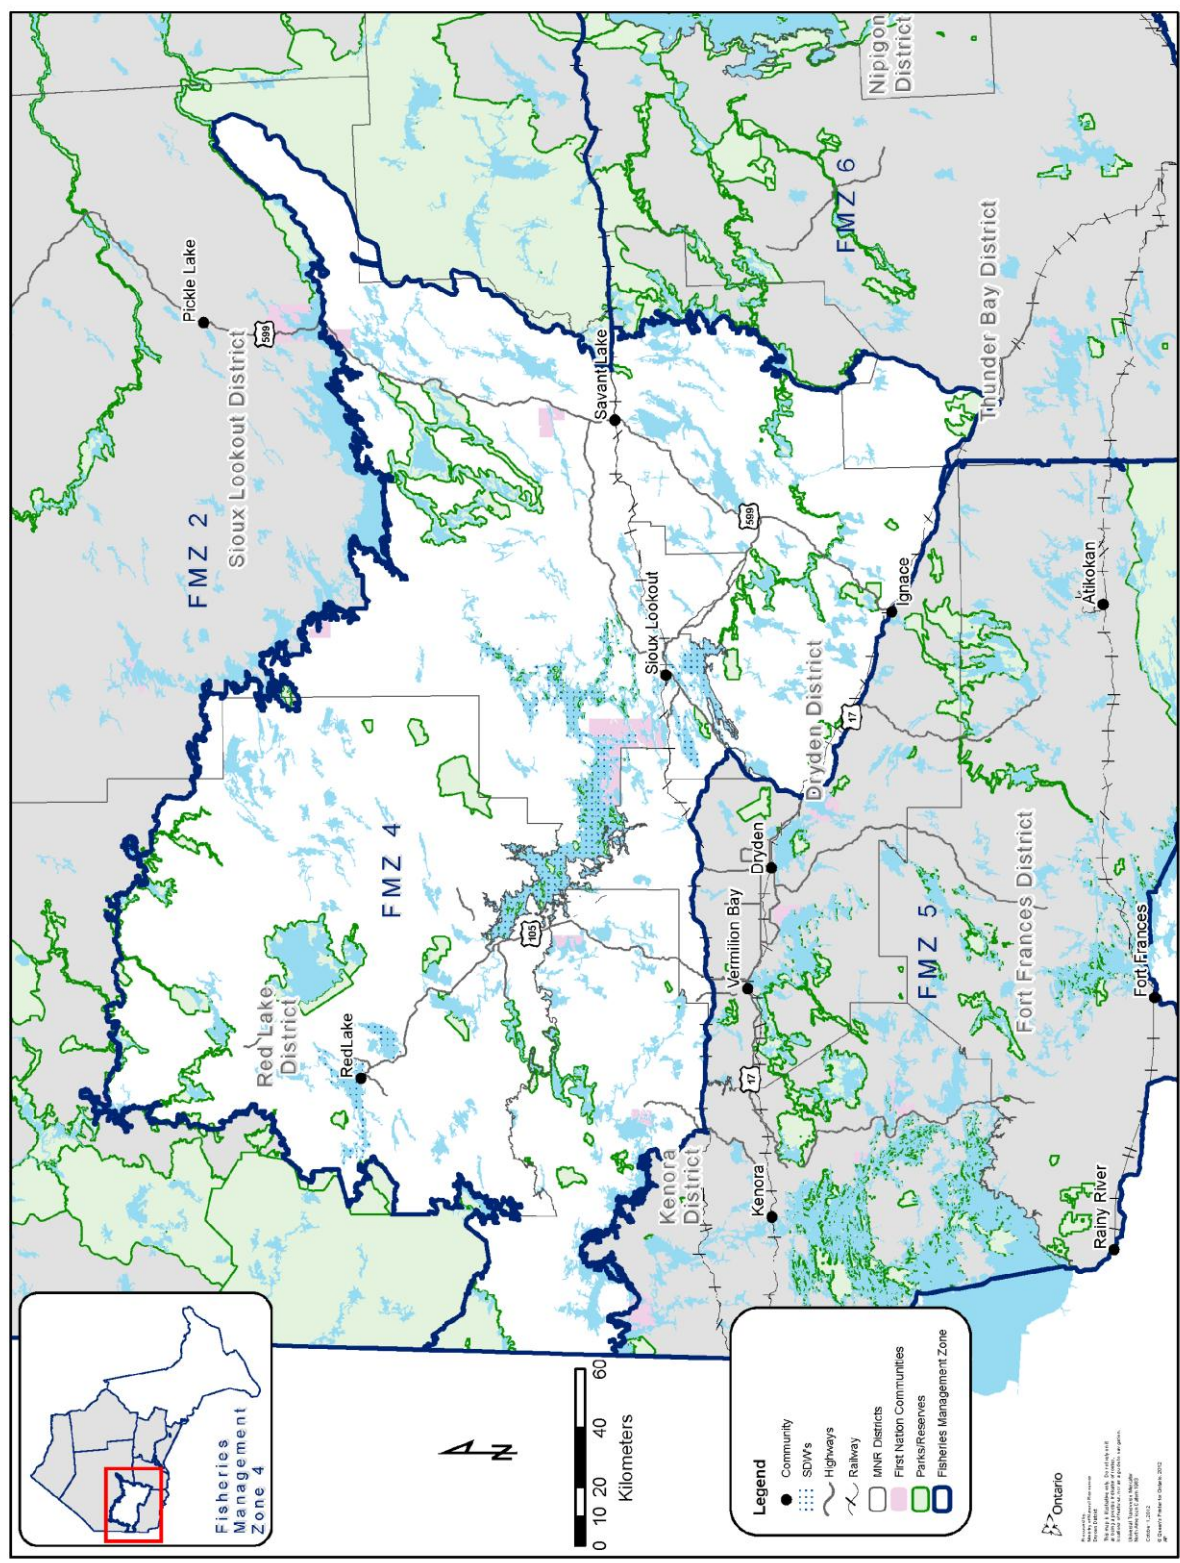 Fisheries
Management
Zone 4
Pickle Lake
599
Sioux Lookout District
FMZ 2
Nipigon
District
FMZ 6
Thunder Bay District
Savant Lake
599
Sioux Lookout
Ignace
Atikokan
Dryden District
17
FMZ 4
Red Lake
District
RedLake
105
Dryden
Vermilion Bay
FMZ 5
Fort Frances District
Fort Frances
17
Kenora
District
Kenora
Rainy River
0 10 20 40 60
Kilometers
N
Legend
Community
SDW's
Highways
Railway
MNR Districts
First Nation Communities
Parks/Reserves
Fisheries Management Zone
Ontario